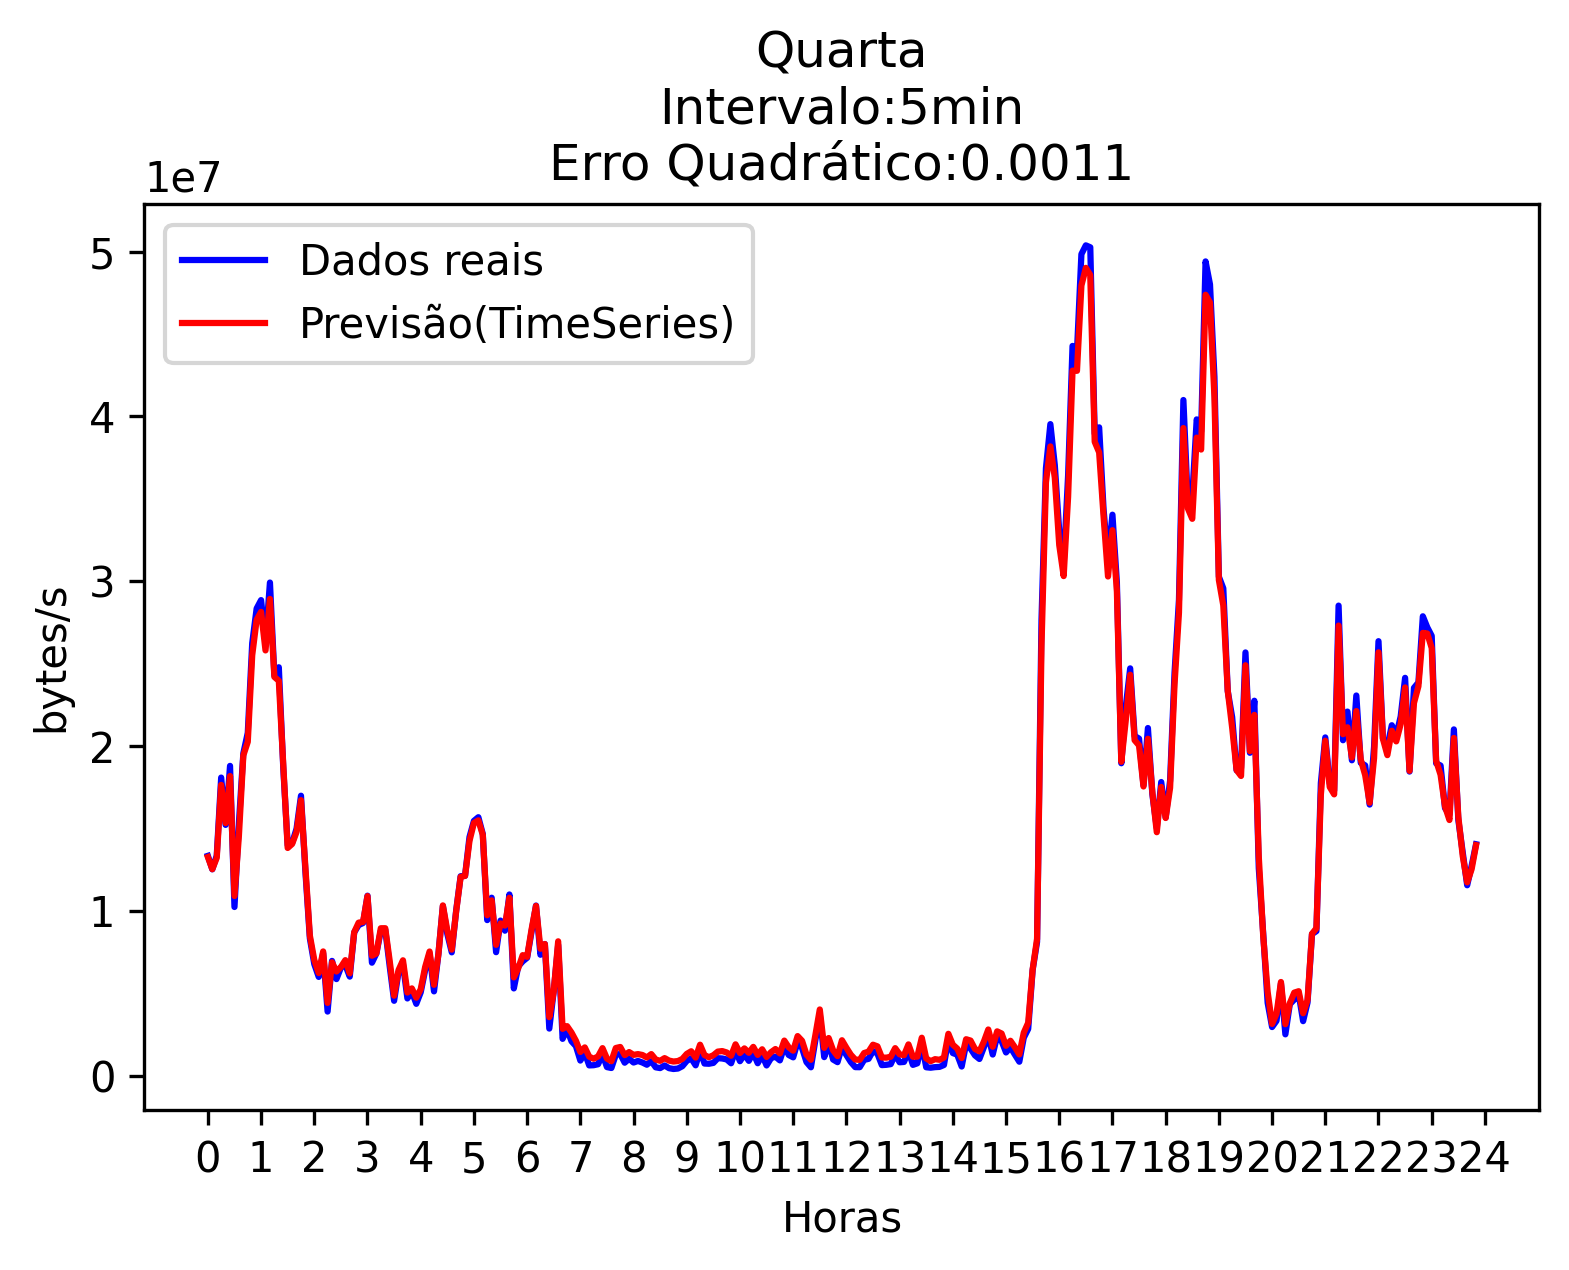 Quarta
Intervalo:5min
Erro Quadrático:0.0011
1e7
Dados reais
Previsão(TimeSeries)
5
4
3
2
1
0
bytes/s
0 1 2 3 4 5 6 7 8 9 10 11 12 13 14 15 16 17 18 19 20 21 22 23 24
Horas